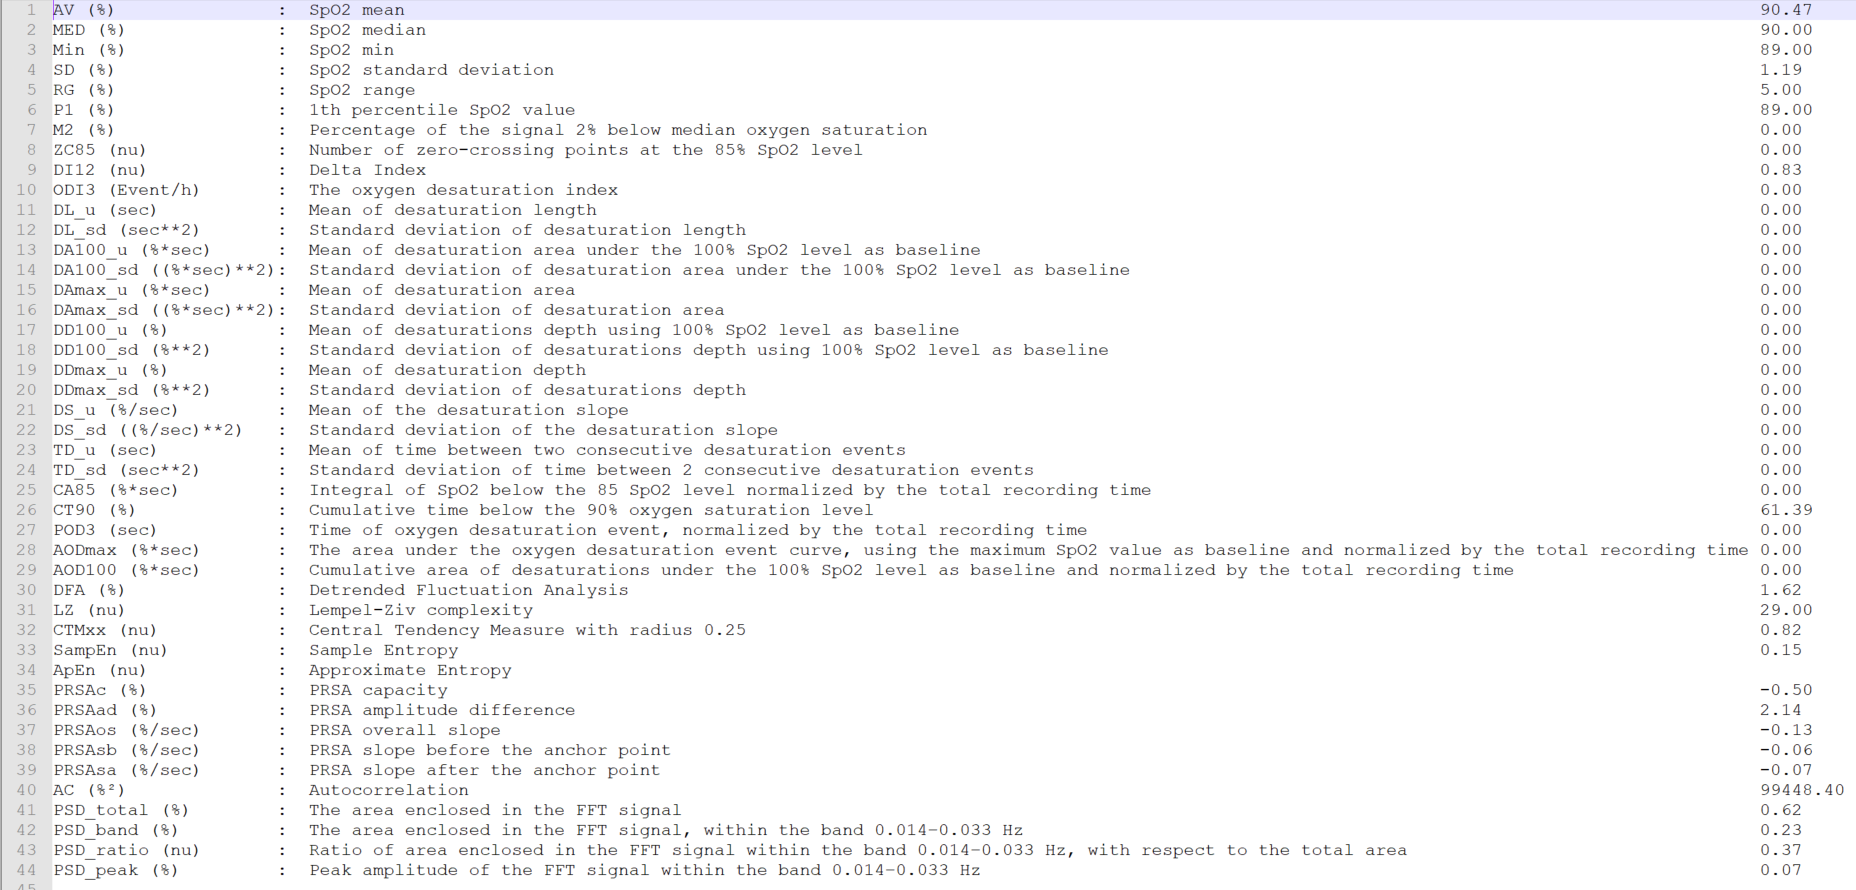 1 AV (%) : SpO2 mean 90.47
2 MED (%) : SpO2 median 90.00
3 Min (%) : SpO2 min 89.00
4 SD (%) : SpO2 standard deviation 1.19
5 RG (%) : SpO2 range 5.00
6 P1 (%) : 1th percentile SpO2 value 89.00
7 M2 (%) : Percentage of the signal 2% below median oxygen saturation 0.00
8 ZC85 (nu) : Number of zero-crossing points at the 85% SpO2 level 0.00
9 DI12 (nu) : Delta Index 0.83
10 ODI3 (Event/h) : The oxygen desaturation index 0.00
11 DL_u (sec) : Mean of desaturation length 0.00
12 DL_sd (sec**2) : Standard deviation of desaturation length 0.00
13 DA100_u (%*sec) : Mean of desaturation area under the 100% SpO2 level as baseline 0.00
14 DA100_sd ((%*sec)**2): Standard deviation of desaturation area under the 100% SpO2 level as baseline 0.00
15 DAmax_u (%*sec) : Mean of desaturation area 0.00
16 DAmax_sd ((%*sec)**2): Standard deviation of desaturation area 0.00
17 DD100_u (%) : Mean of desaturations depth using 100% SpO2 level as baseline 0.00
18 DD100_sd (%**2) : Standard deviation of desaturations depth using 100% SpO2 level as baseline 0.00
19 DDmax_u (%) : Mean of desaturation depth 0.00
20 DDmax_sd (%**2) : Standard deviation of desaturations depth 0.00
21 DS_u (%/sec) : Mean of the desaturation slope 0.00
22 DS_sd ((%/sec)**2) : Standard deviation of the desaturation slope 0.00
23 TD_u (sec) : Mean of time between two consecutive desaturation events 0.00
24 TD_sd (sec**2) : Standard deviation of time between 2 consecutive desaturation events 0.00
25 CA85 (%*sec) : Integral of SpO2 below the 85 SpO2 level normalized by the total recording time 0.00
26 CT90 (%) : Cumulative time below the 90% oxygen saturation level 61.39
27 POD3 (sec) : Time of oxygen desaturation event, normalized by the total recording time 0.00
28 AODmax (%*sec) : The area under the oxygen desaturation event curve, using the maximum SpO2 value as baseline and normalized by the total recording time 0.00
29 AOD100 (%*sec) : Cumulative area of desaturations under the 100% SpO2 level as baseline and normalized by the total recording time 0.00
30 DFA (%) : Detrended Fluctuation Analysis 1.62
31 LZ (nu) : Lempel-Ziv complexity 29.00
32 CTMxx (nu) : Central Tendency Measure with radius 0.25 0.82
33 SampEn (nu) : Sample Entropy 0.15
34 ApEn (nu) : Approximate Entropy
35 PRSAc (%) : PRSA capacity -0.50
36 PRSAad (%) : PRSA amplitude difference 2.14
37 PRSAos (%/sec) : PRSA overall slope -0.13
38 PRSAsb (%/sec) : PRSA slope before the anchor point -0.06
39 PRSAsa (%/sec) : PRSA slope after the anchor point -0.07
40 AC (%²) : Autocorrelation 99448.40
41 PSD_total (%) : The area enclosed in the FFT signal 0.62
42 PSD_band (%) : The area enclosed in the FFT signal, within the band 0.014-0.033 Hz 0.23
43 PSD_ratio (nu) : Ratio of area enclosed in the FFT signal within the band 0.014-0.033 Hz, with respect to the total area 0.37
44 PSD_peak (%) : Peak amplitude of the FFT signal within the band 0.014-0.033 Hz 0.07
45